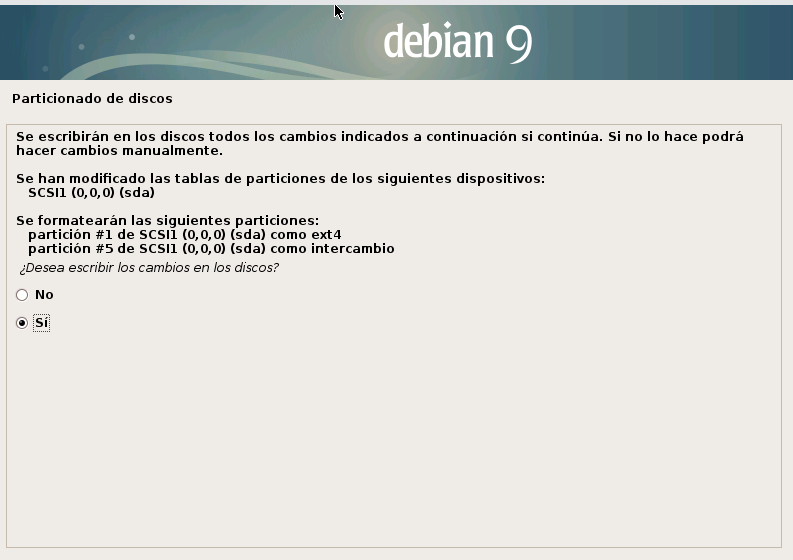 debian 9
Particionado de discos
Se escribirán en los discos todos los cambios indicados a continuación si continúa. Si no lo hace podrá
hacer cambios manualmente.
Se han modificado las tablas de particiones de los siguientes dispositivos:
SCSI1 (0,0,0) (sda)
Se formatearán las siguientes particiones:
partición #1 de SCSI1 (0,0,0) (sda) como ext4
partición #5 de SCSI1 (0,0,0) (sda) como intercambio
¿Desea escribir los cambios en los discos?
No
Sí